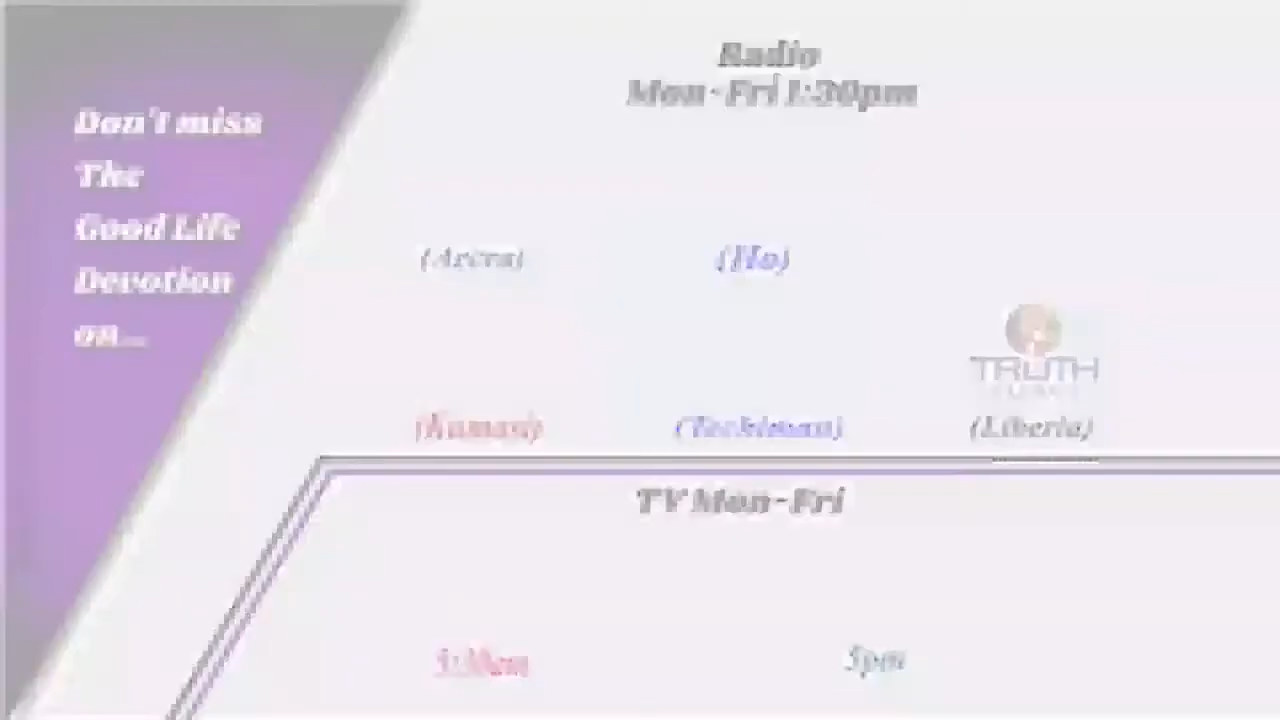 Don't miss
The
Good Life
Devotion
on...
Radio
Mon-Fri 1:30pm
(Accra)
(Ho)
TRUTH
(Kumasi)
(Techiman)
(Liberia)
TV Mon-Fri
5pm